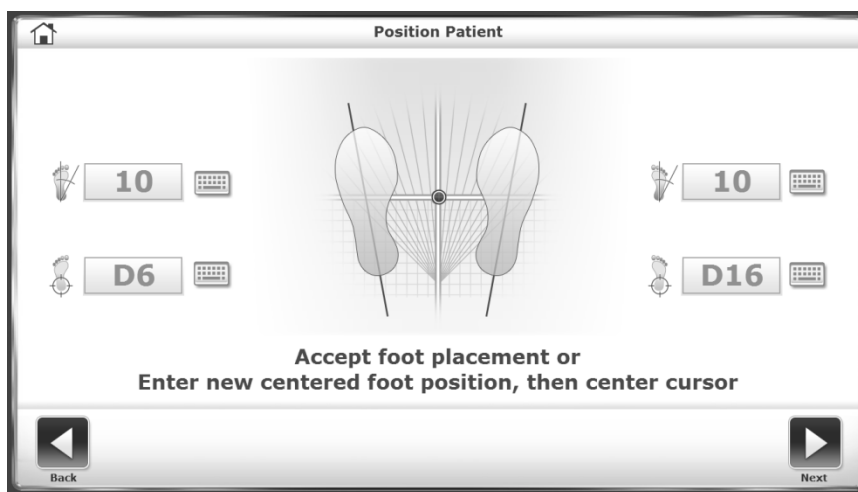 Position Patient
10
10
D6
D16
Accept foot placement or
Enter new centered foot position, then center cursor
Back
Next